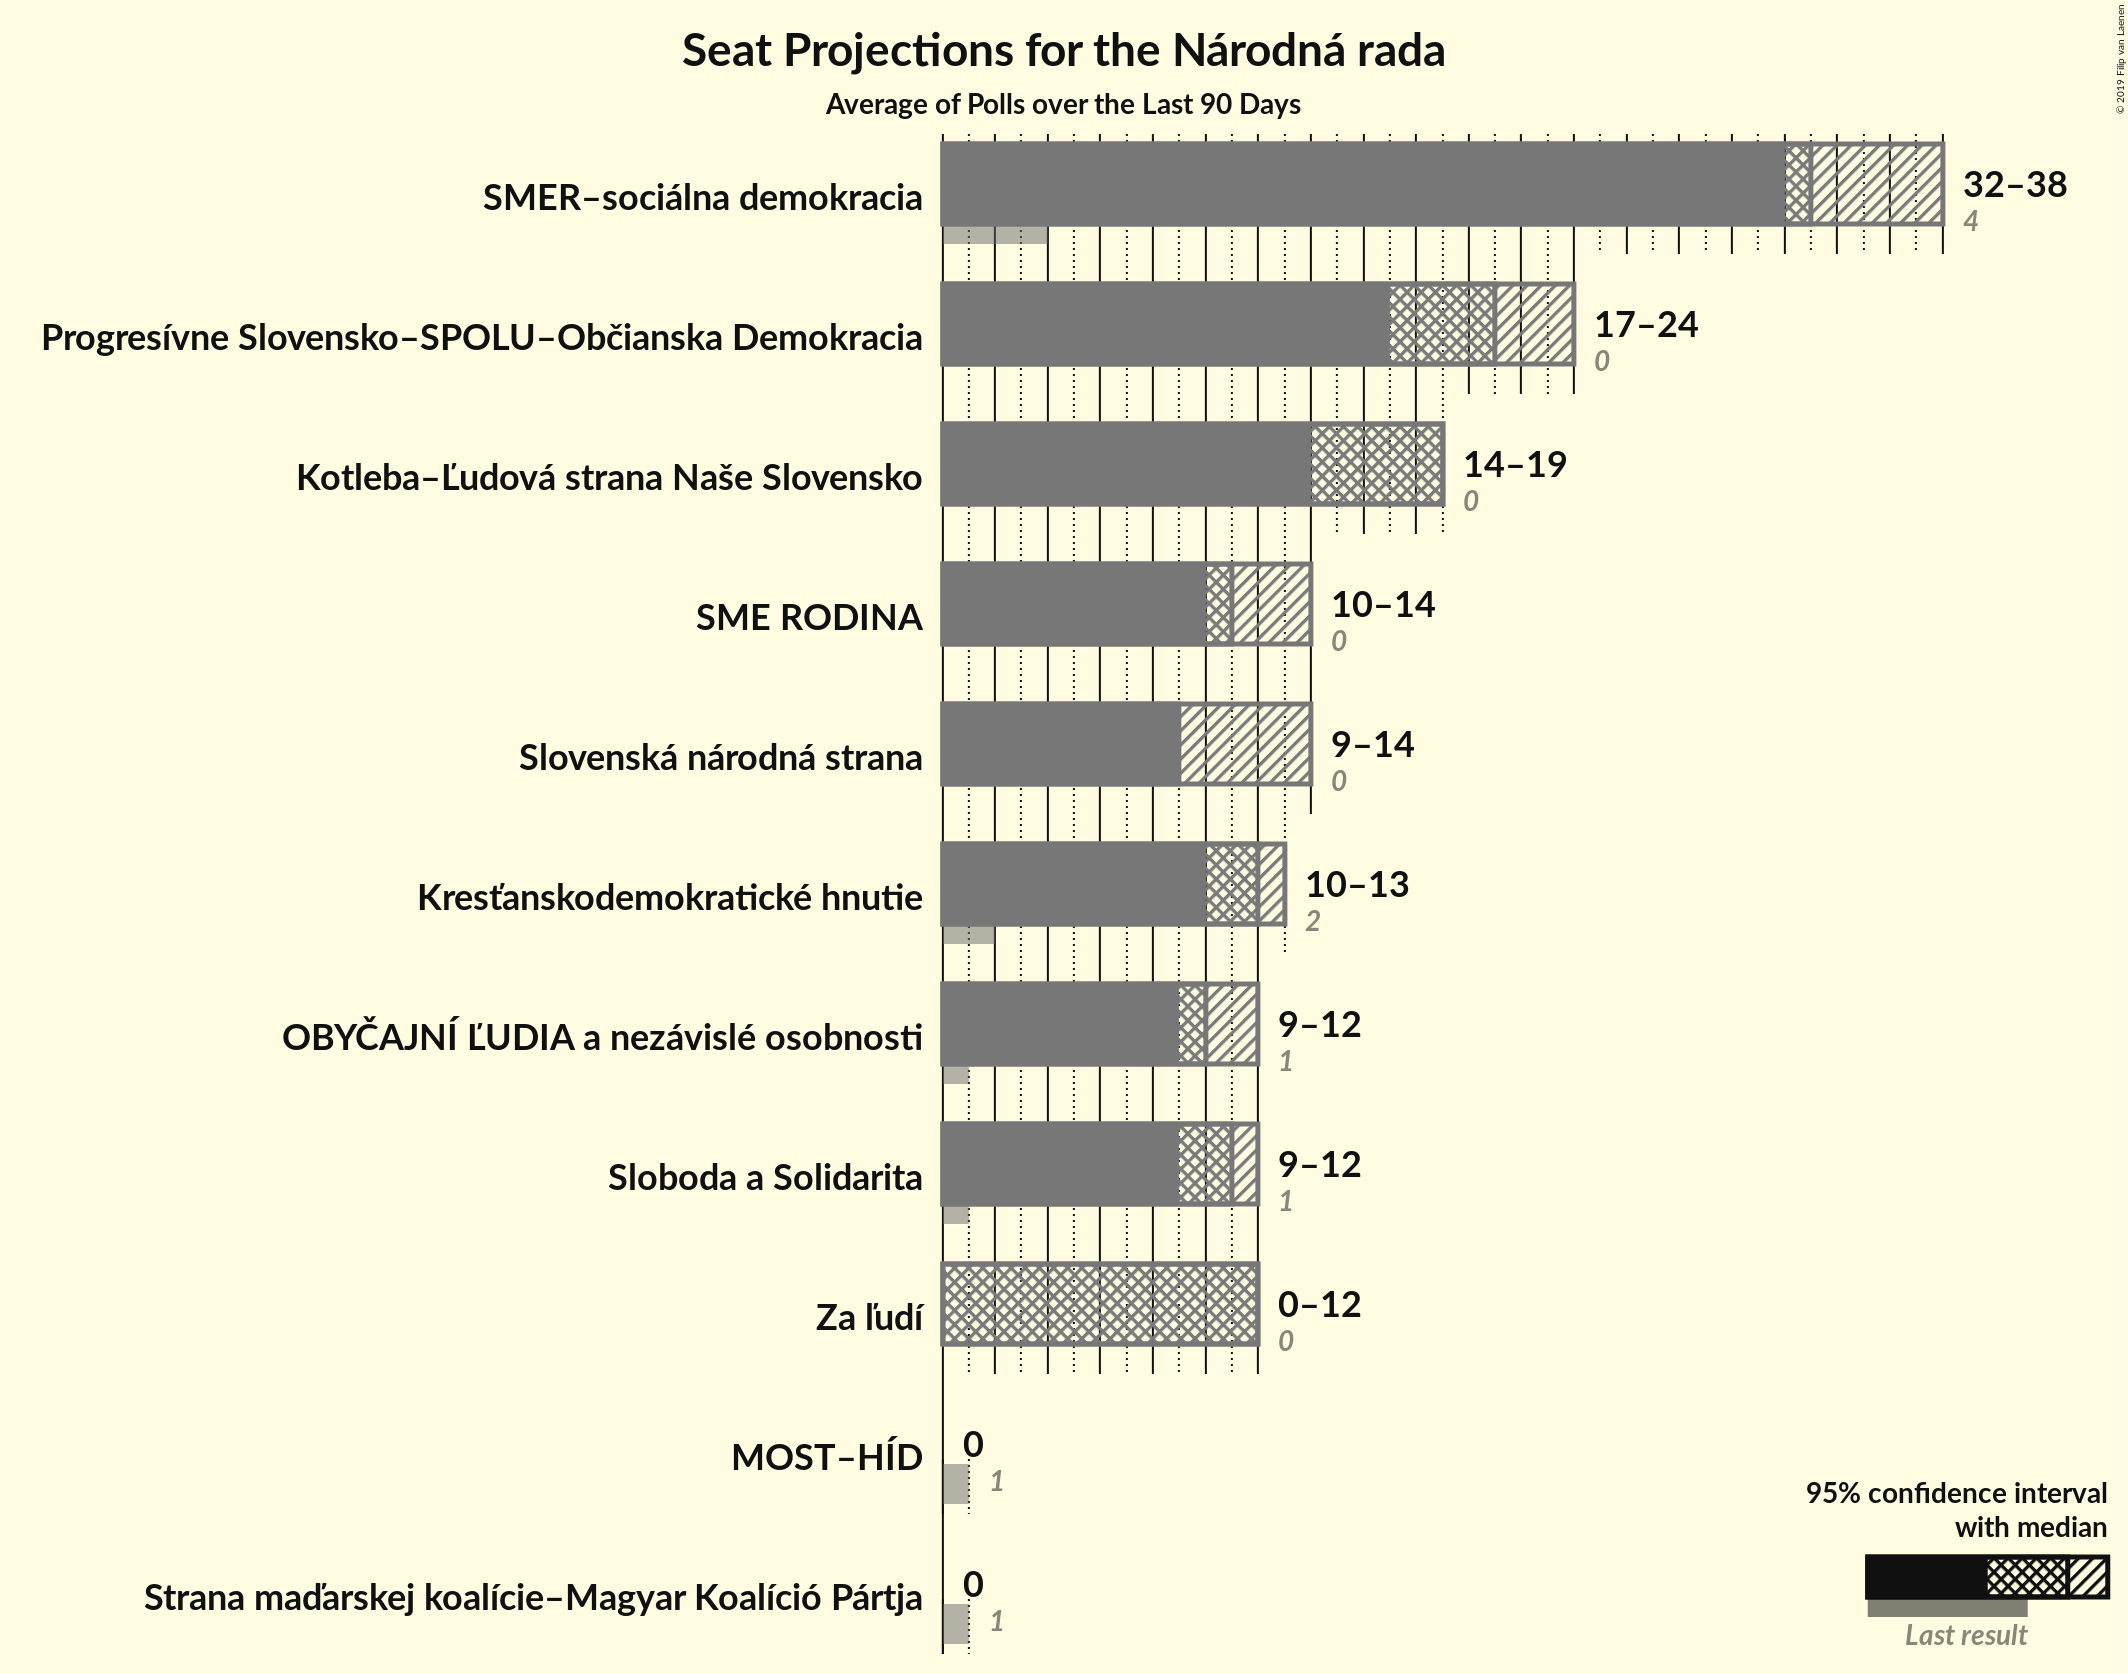 Seat Projections for the Národná rada
Average of Polls over the Last 90 Days
© 2019 Filip van Laenen
SMER–sociálna demokracia
32–38
4
Progresívne Slovensko–SPOLU–Občianska Demokracia
17–24
0
Kotleba–Ľudová strana Naše Slovensko
14–19
0
SME RODINA
10–14
0
Slovenská národná strana
9–14
0
Kresťanskodemokratické hnutie
10–13
2
OBYČAJNÍ ĽUDIA a nezávislé osobnosti
9–12
1
Sloboda a Solidarita
9–12
1
Za ľudí
0–12
0
MOST–HÍD
0
1
Strana maďarskej koalície–Magyar Koalíció Pártja
0
1
95% confidence interval
with median
Last result